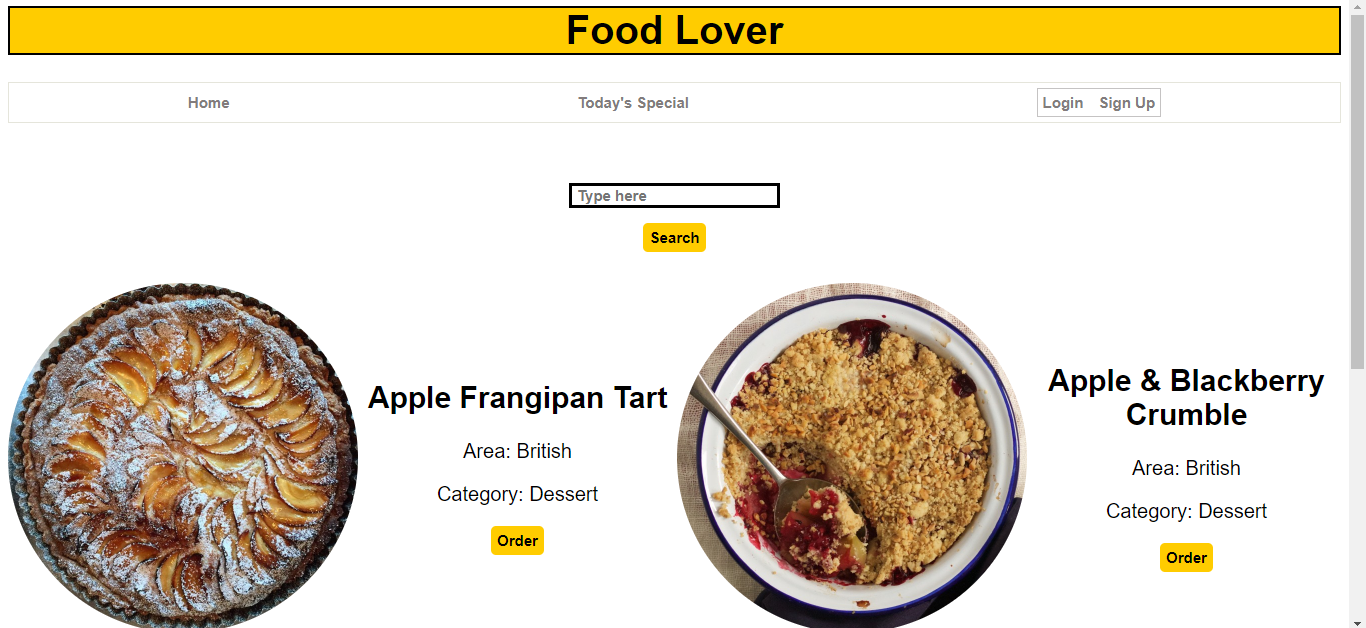 Food Lover
Home
Today's Special
Login
Sign Up
Type here
Search
Apple Frangipan Tart
Area: British
Category: Dessert
Order
Apple & Blackberry
Crumble
Area: British
Category: Dessert
Order